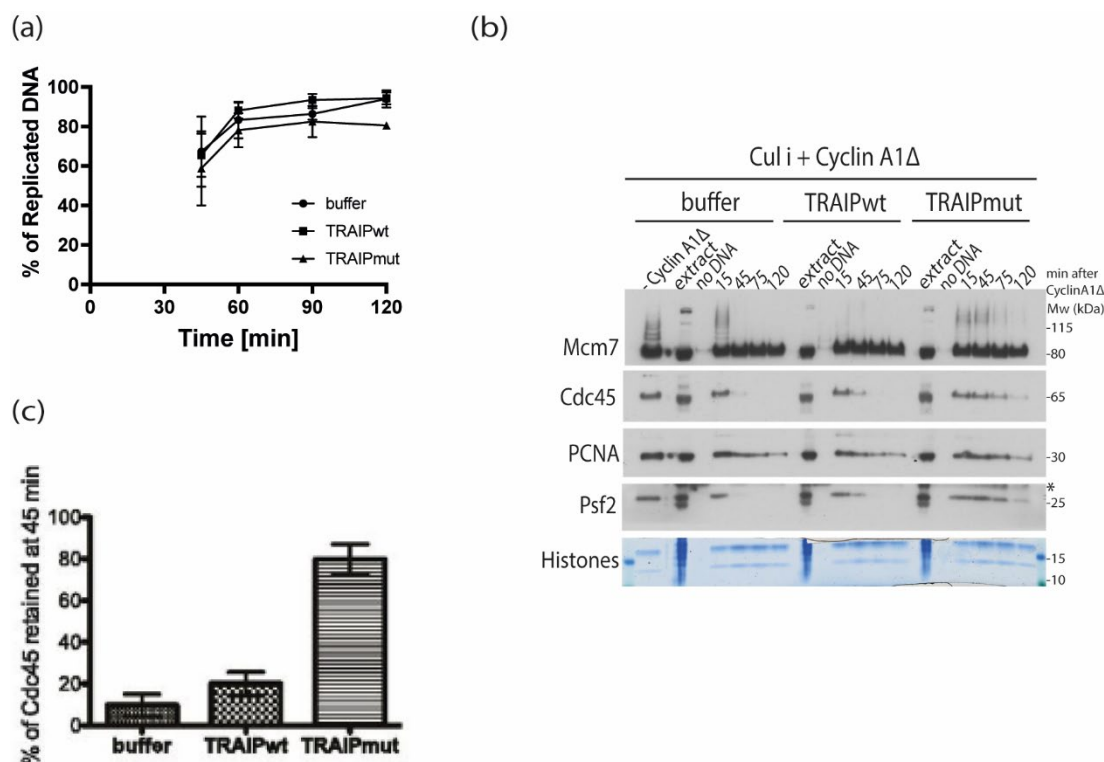 (a)
% of Replicated DNA
100
80
60
40
20
0
0 30 60 90 120
Time [min]
buffer
TRAIPwt
TRAIPmut
(b)
Cul i + Cyclin A1Δ
buffer TRAIPwt TRAIPmut
- Cyclin A1Δ extract no DNA 15 45 75 120 extract no DNA 15 45 75 120 extract no DNA 15 45 75 120 min after
CyclinA1Δ
Mw (kDa)
-115
Mcm7 -80
Cdc45 -65
PCNA -30
*
Psf2 -25
Histones -15
-10
(c)
% of Cdc45 retained at 45 min
100
80
60
40
20
0
buffer TRAIPwt TRAIPmut